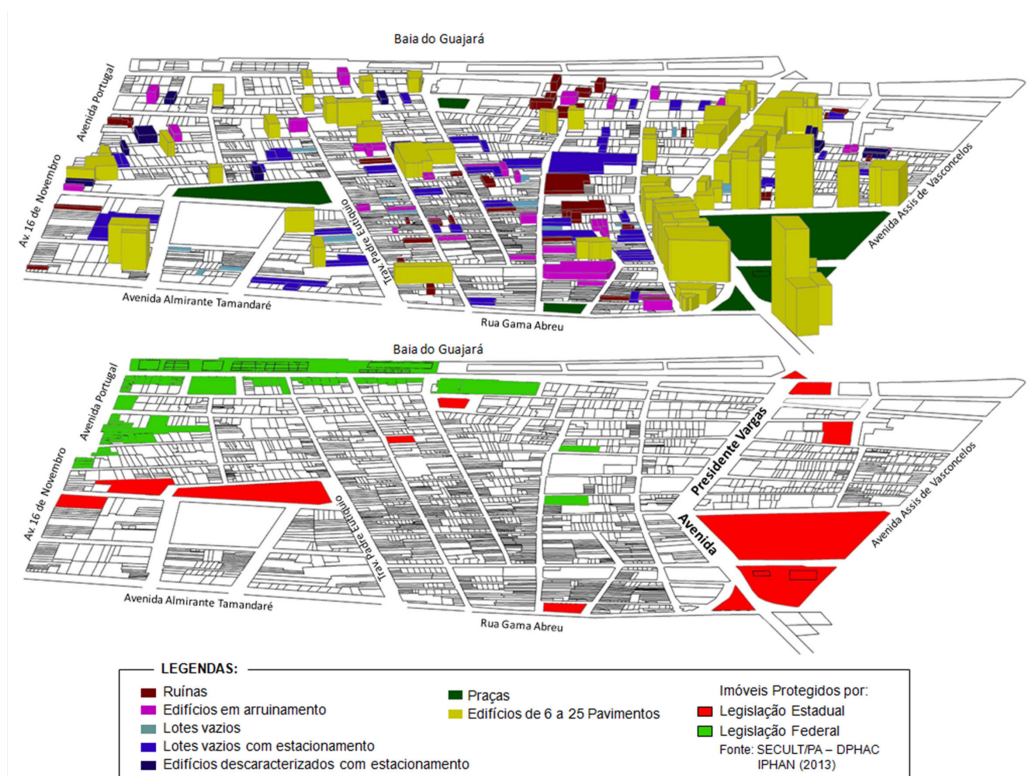 Baia do Guajará
Avenida Portugal
Av. 16 de Novembro
Trav. Padre Eutíquio
Avenida Assis de Vasconcelos
Avenida Almirante Tamandaré
Rua Gama Abreu
Baia do Guajará
Avenida Portugal
Av. 16 de Novembro
Trav. Padre Eutíquio
Avenida Presidente Vargas
Avenida Assis de Vasconcelos
Avenida Almirante Tamandaré
Rua Gama Abreu
LEGENDAS:
Ruínas
Edifícios em arruinamento
Lotes vazios
Lotes vazios com estacionamento
Edifícios descaracterizados com estacionamento
Praças
Edifícios de 6 a 25 Pavimentos
Imóveis Protegidos por:
Legislação Estadual
Legislação Federal
Fonte: SECULT/PA – DPHAC
IPHAN (2013)